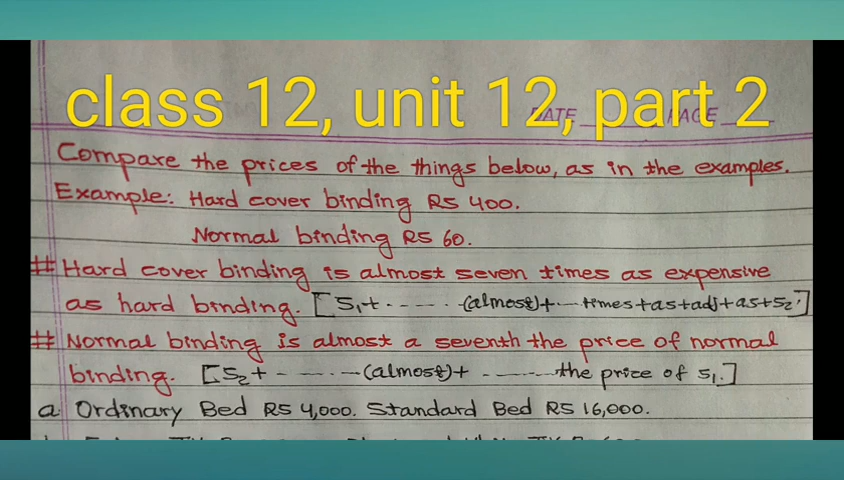 class 12, unit 12, part 2
DATE PAGE
Compare the prices of the things below, as in the examples.
Example: Hard cover binding RS 400.
Normal binding RS 60.
# Hard cover binding is almost seven times as expensive
as hard binding. [S1+ ------- (almost)+ --- times+as+adj+as+S2.]
# Normal binding is almost a seventh the price of normal
binding. [S2+ ------- (almost)+ ------- the price of S1.]
a Ordinary Bed RS 4,000. Standard Bed RS 16,000.